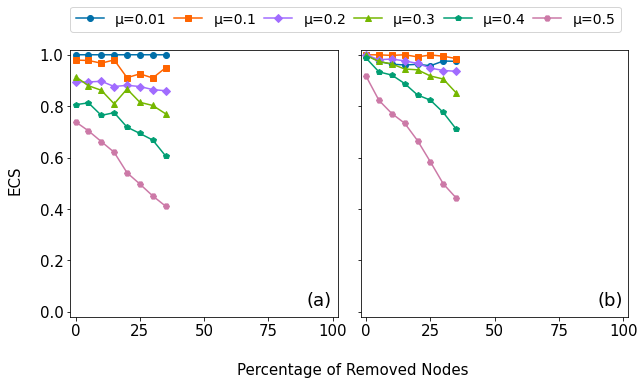 μ=0.01 μ=0.1 μ=0.2 μ=0.3 μ=0.4 μ=0.5
1.0
0.8
0.6
0.4
0.2
0.0
ECS
(a) (b)
0 25 50 75 100 0 25 50 75 100
Percentage of Removed Nodes